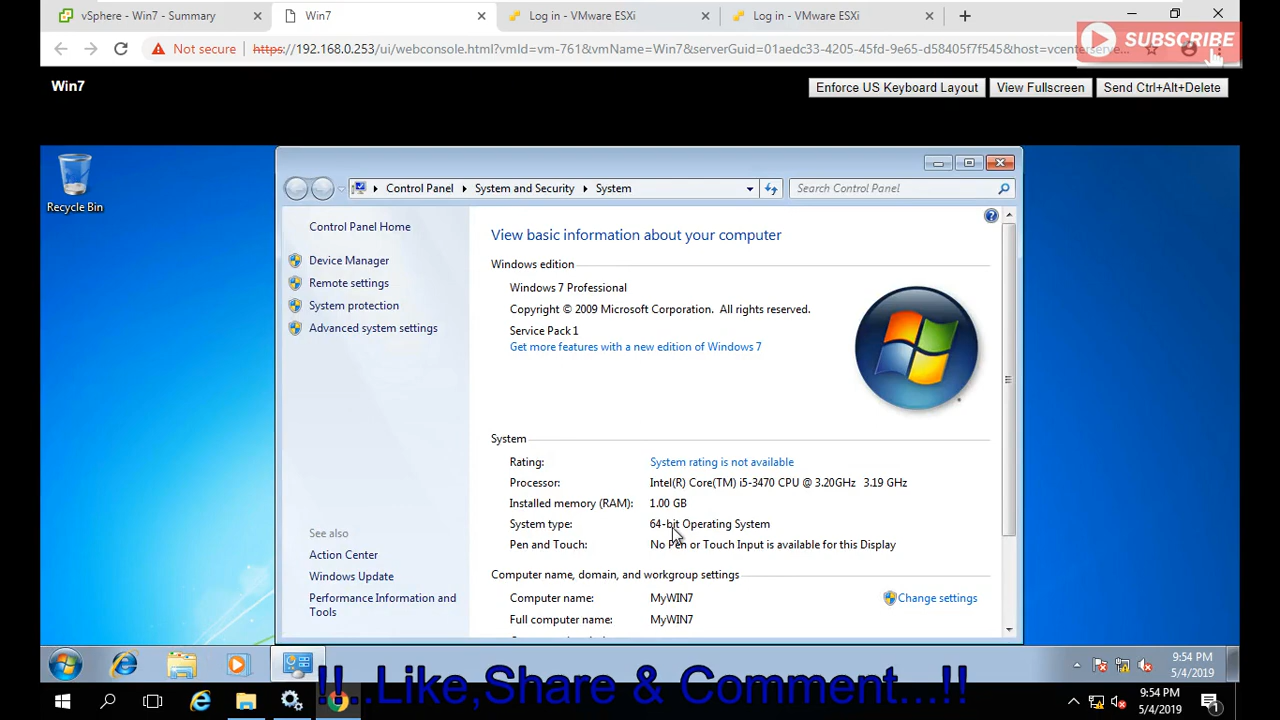 vSphere - Win7 - Summary
Win7
Log in - VMware ESXi
Log in - VMware ESXi
Not secure
https://192.168.0.253/ui/webconsole.html?vmId=vm-761&vmName=Win7&serverGuid=01aedc33-4205-45fd-9e65-d58405f7f545&host=vcenterserve...
SUBSCRIBE
Win7
Enforce US Keyboard Layout
View Fullscreen
Send Ctrl+Alt+Delete
Recycle Bin
Control Panel
System and Security
System
Search Control Panel
Control Panel Home
Device Manager
Remote settings
System protection
Advanced system settings
See also
Action Center
Windows Update
Performance Information and
Tools
View basic information about your computer
Windows edition
Windows 7 Professional
Copyright © 2009 Microsoft Corporation. All rights reserved.
Service Pack 1
Get more features with a new edition of Windows 7
System
Rating: System rating is not available
Processor: Intel(R) Core(TM) i5-3470 CPU @ 3.20GHz 3.19 GHz
Installed memory (RAM): 1.00 GB
System type: 64-bit Operating System
Pen and Touch: No Pen or Touch Input is available for this Display
Computer name, domain, and workgroup settings
Computer name: MyWIN7
Change settings
Full computer name: MyWIN7
9:54 PM
5/4/2019
!!..Like,Share & Comment...!!
9:54 PM
5/4/2019
1